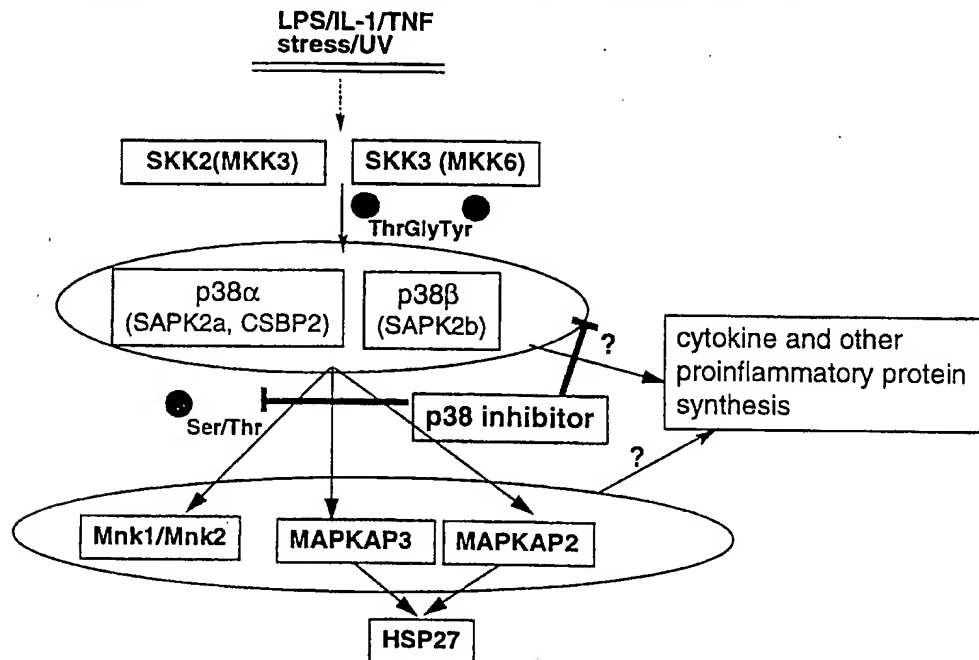 LPS/IL-1/TNF
stress/UV
SKK2(MKK3)
SKK3 (MKK6)
ThrGlyTyr
p38α
(SAPK2a, CSBP2)
p38β
(SAPK2b)
?
cytokine and other
proinflammatory protein
synthesis
Ser/Thr
p38 inhibitor
?
Mnk1/Mnk2
MAPKAP3
MAPKAP2
HSP27